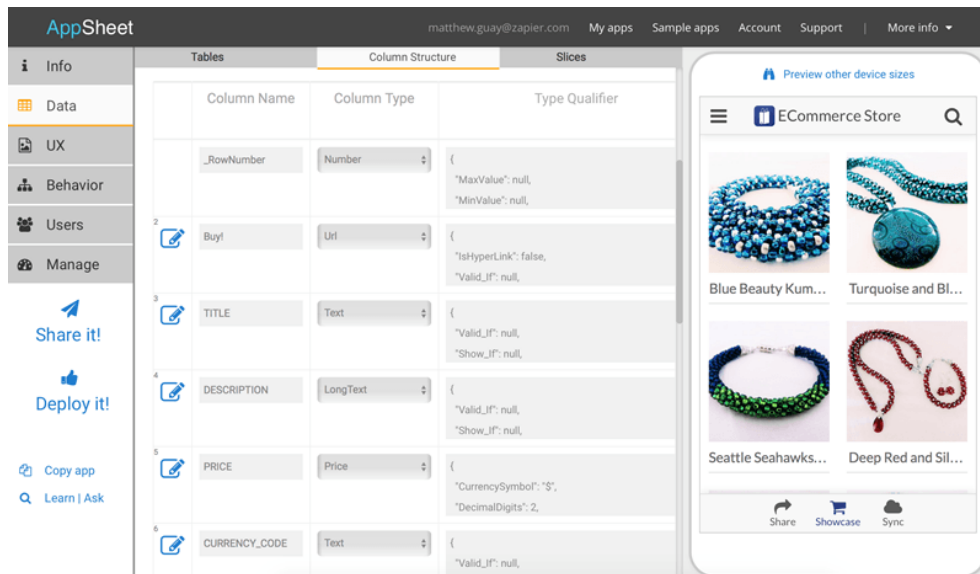 AppSheet
matthew.guay@zapier.com My apps Sample apps Account Support | More info
Info
Data
UX
Behavior
Users
Manage
Share it!
Deploy it!
Copy app
Learn | Ask
Tables Column Structure Slices
Column Name Column Type Type Qualifier
_RowNumber Number {
"MaxValue": null,
"MinValue": null,
2
Buy! Url {
"IsHyperLink": false,
"Valid_If": null,
3
TITLE Text {
"Valid_If": null,
"Show_If": null,
4
DESCRIPTION LongText {
"Valid_If": null,
"Show_If": null,
5
PRICE Price {
"CurrencySymbol": "$",
"DecimalDigits": 2,
6
CURRENCY_CODE Text {
"Valid_If": null,
Preview other device sizes
ECommerce Store
Blue Beauty Kum... Turquoise and Bl...
Seattle Seahawks... Deep Red and Sil...
Share Showcase Sync